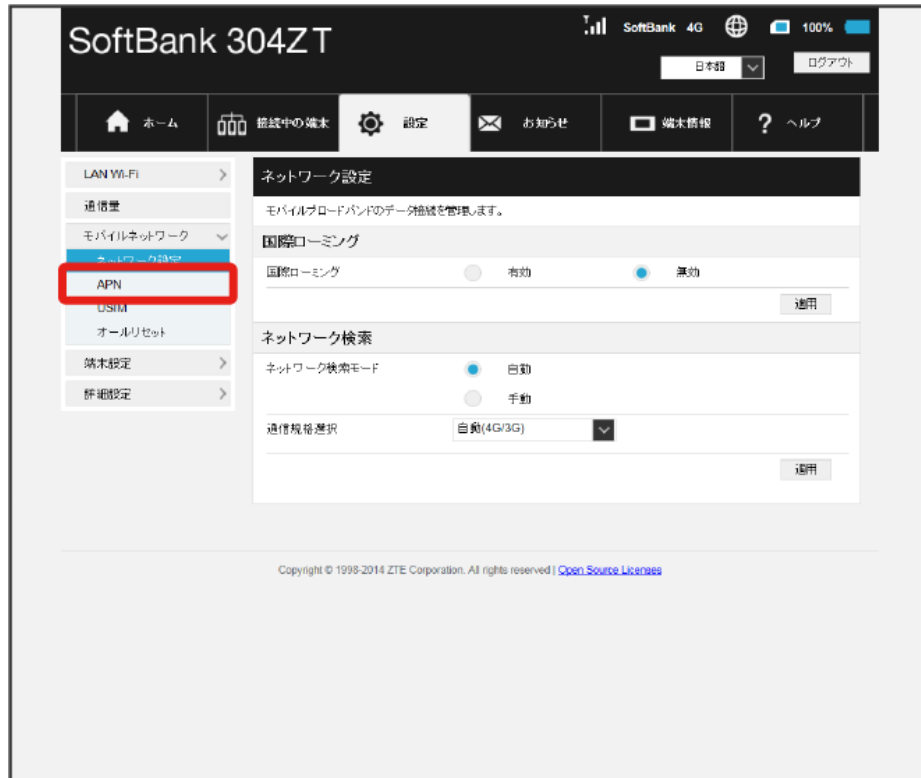 SoftBank 304ZT
SoftBank 4G 100%
日本語 ログアウト
ホーム 接続中の端末 設定 お知らせ 端末情報 ? ヘルプ
LAN Wi-Fi
通信量
モバイルネットワーク
ネットワーク設定
APN
USIM
オールリセット
端末設定
詳細設定
ネットワーク設定
モバイルブロードバンドのデータ接続を管理します。
国際ローミング
国際ローミング 有効 無効
適用
ネットワーク検索
ネットワーク検索モード 自動
手動
通信規格選択 自動(4G/3G)
適用
Copyright © 1998-2014 ZTE Corporation. All rights reserved | Open Source Licenses